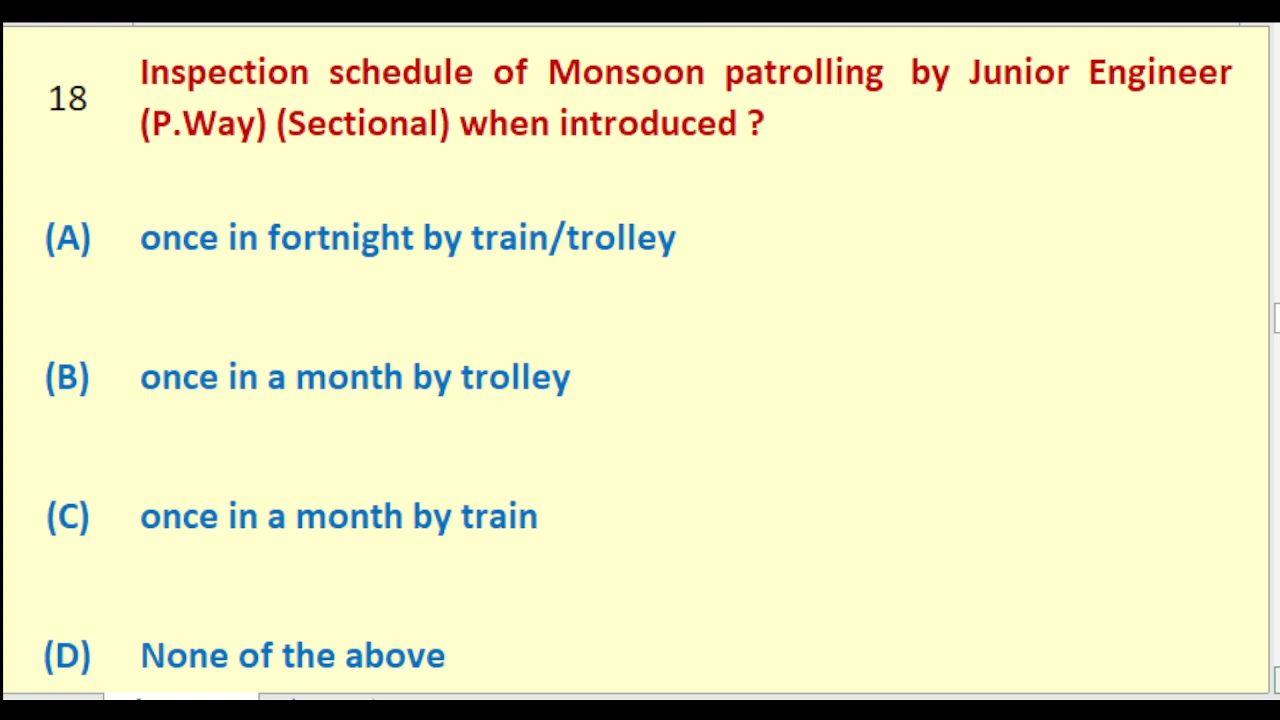 18
Inspection schedule of Monsoon patrolling by Junior Engineer
(P.Way) (Sectional) when introduced ?
(A) once in fortnight by train/trolley
(B) once in a month by trolley
(C) once in a month by train
(D) None of the above